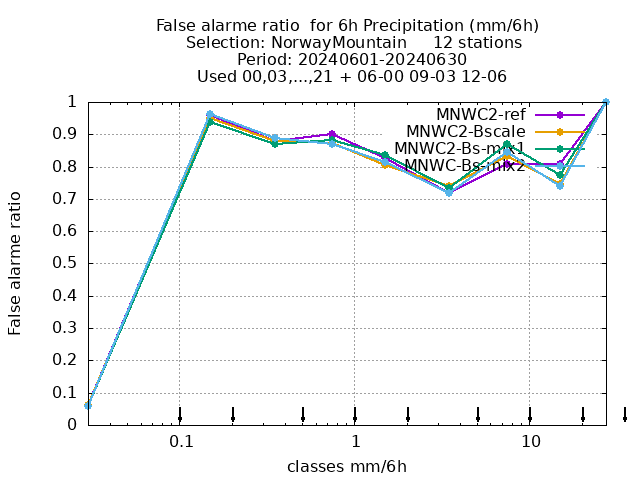 False alarme ratio  for 6h Precipitation (mm/6h)
Selection: NorwayMountain     12 stations
Period: 20240601-20240630
Used 00,03,...,21 + 06-00 09-03 12-06
1
0.9
0.8
0.7
0.6
0.5
0.4
0.3
0.2
0.1
0
False alarme ratio
MNWC2-ref
MNWC2-Bscale
MNWC2-Bs-mix1
MNWC-Bs-mix2
0.1
1
10
classes mm/6h